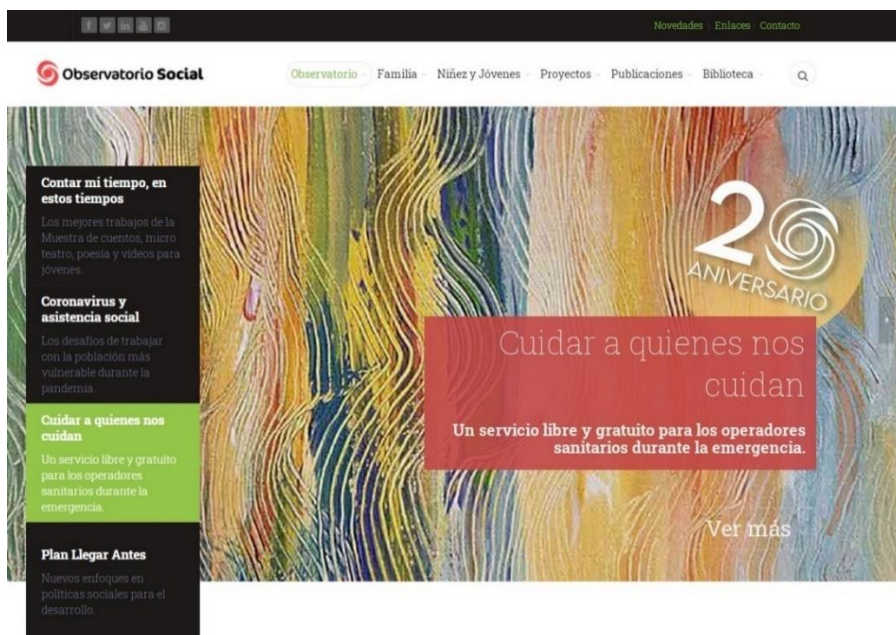 Novedades Enlaces Contacto
Observatorio Social
Observatorio Familia Niñez y Jóvenes Proyectos Publicaciones Biblioteca
Contar mi tiempo, en
estos tiempos
Los mejores trabajos de la
Muestra de cuentos, micro
teatro, poesía y videos para
jóvenes.
Coronavirus y
asistencia social
Los desafíos de trabajar
con la población más
vulnerable durante la
pandemia.
Cuidar a quienes nos
cuidan
Un servicio libre y gratuito
para los operadores
sanitarios durante la
emergencia.
Plan Llegar Antes
Nuevos enfoques en
políticas sociales para el
desarrollo.
20
ANIVERSARIO
Cuidar a quienes nos
cuidan
Un servicio libre y gratuito para los operadores
sanitarios durante la emergencia.
Ver más